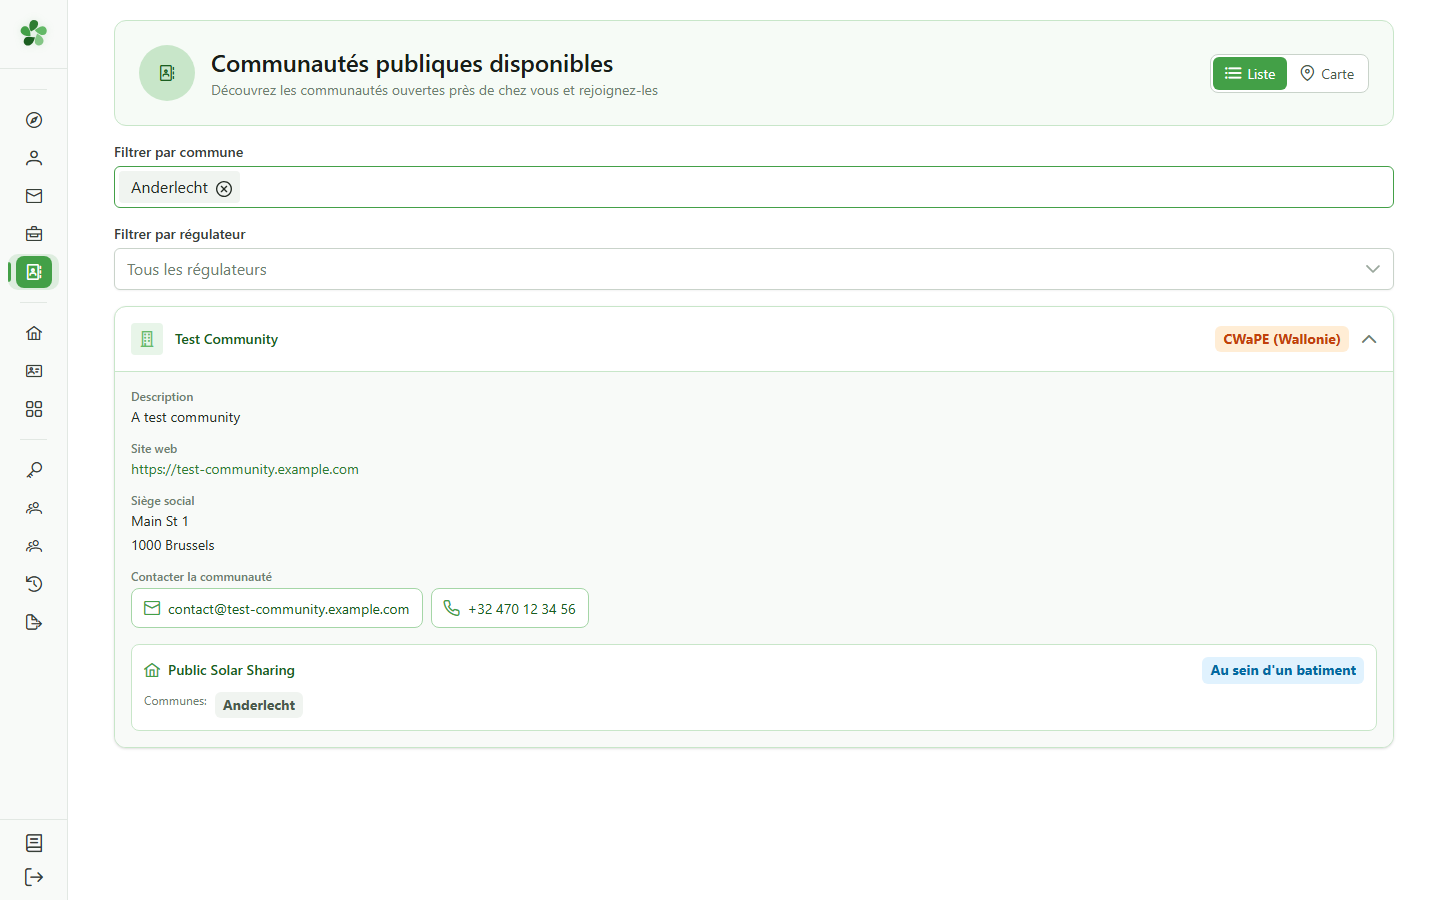 Communautés publiques disponibles
Découvrez les communautés ouvertes près de chez vous et rejoignez-les
Liste
Carte
Filtrer par commune
Anderlecht
Filtrer par régulateur
Tous les régulateurs
Test Community
CWaPE (Wallonie)
Description
A test community
Site web
https://test-community.example.com
Siège social
Main St 1
1000 Brussels
Contacter la communauté
contact@test-community.example.com
+32 470 12 34 56
Public Solar Sharing
Au sein d'un batiment
Communes:
Anderlecht